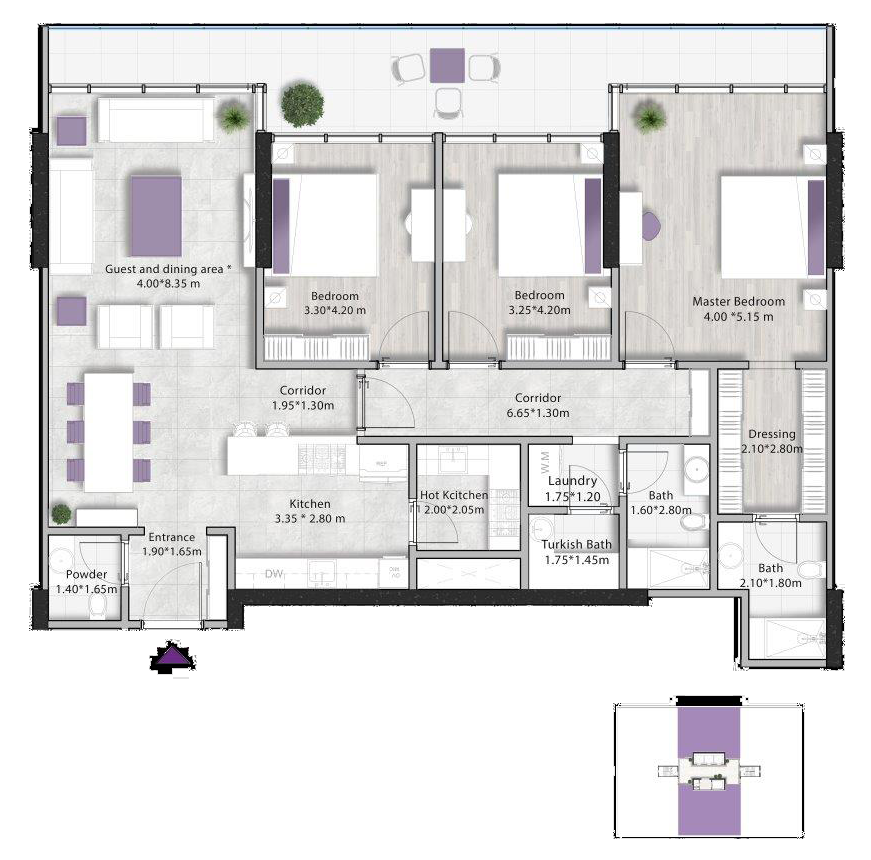 Guest and dining area *
4.00*8.35 m
Bedroom
3.30*4.20 m
Bedroom
3.25*4.20m
Master Bedroom
4.00 *5.15 m
Corridor
1.95*1.30m
Corridor
6.65*1.30m
Dressing
2.10*2.80m
Kitchen
3.35 * 2.80 m
Hot Kcitchen
2.00*2.05m
W.M
Laundry
1.75*1.20
Bath
1.60*2.80m
Entrance
1.90*1.65m
Turkish Bath
1.75*1.45m
Powder
1.40*1.65m
DW
Bath
2.10*1.80m